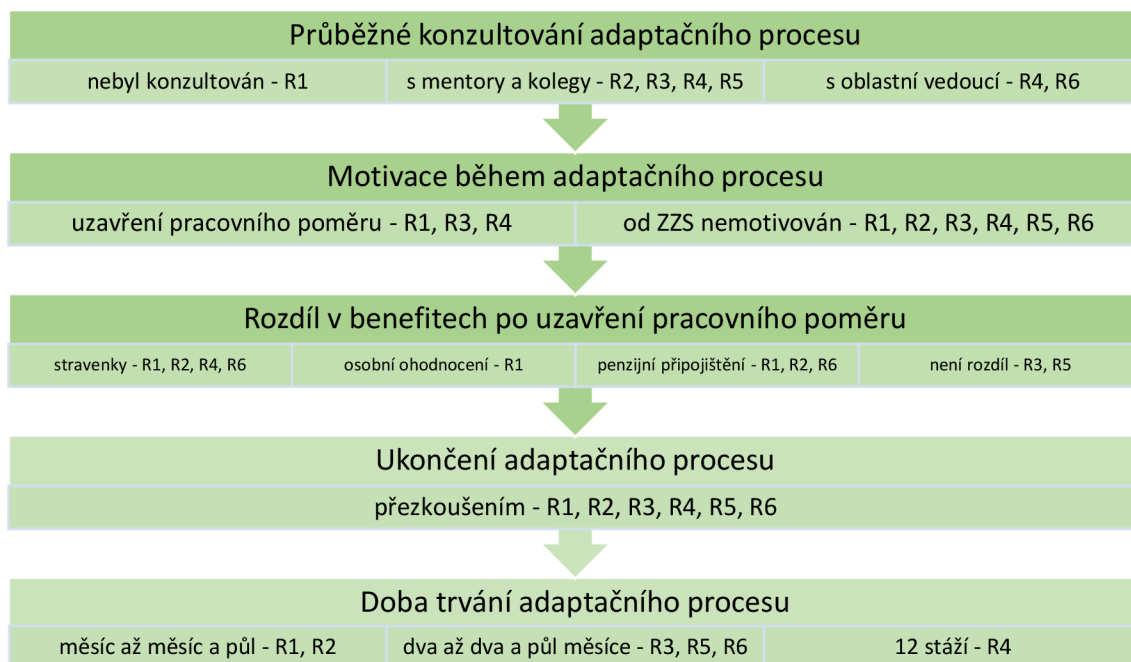 Průběžné konzultování adaptačního procesu
nebyl konzultován - R1
s mentory a kolegy - R2, R3, R4, R5
s oblastní vedoucí - R4, R6
Motivace během adaptačního procesu
uzavření pracovního poměru - R1, R3, R4
od ZZS nemotivován - R1, R2, R3, R4, R5, R6
Rozdíl v benefitech po uzavření pracovního poměru
stravenky - R1, R2, R4, R6
osobní ohodnocení - R1
penzijní připojištění - R1, R2, R6
není rozdíl - R3, R5
Ukončení adaptačního procesu
přezkoušením - R1, R2, R3, R4, R5, R6
Doba trvání adaptačního procesu
měsíc až měsíc a půl - R1, R2
dva až dva a půl měsíce - R3, R5, R6
12 stáží - R4